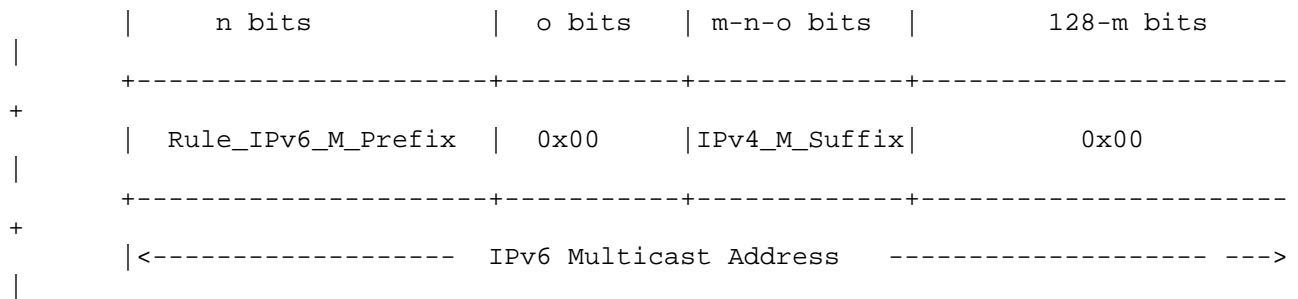 |     n bits            |  o bits   | m-n-o bits  |        128-m bits
|
+----------------------+-----------+-------------+-----------------------
+
|  Rule_IPv6_M_Prefix  |  0x00     |IPv4_M_Suffix|          0x00
|
+----------------------+-----------+-------------+-----------------------
+
|<-------------------  IPv6 Multicast Address   -------------------- --->
|